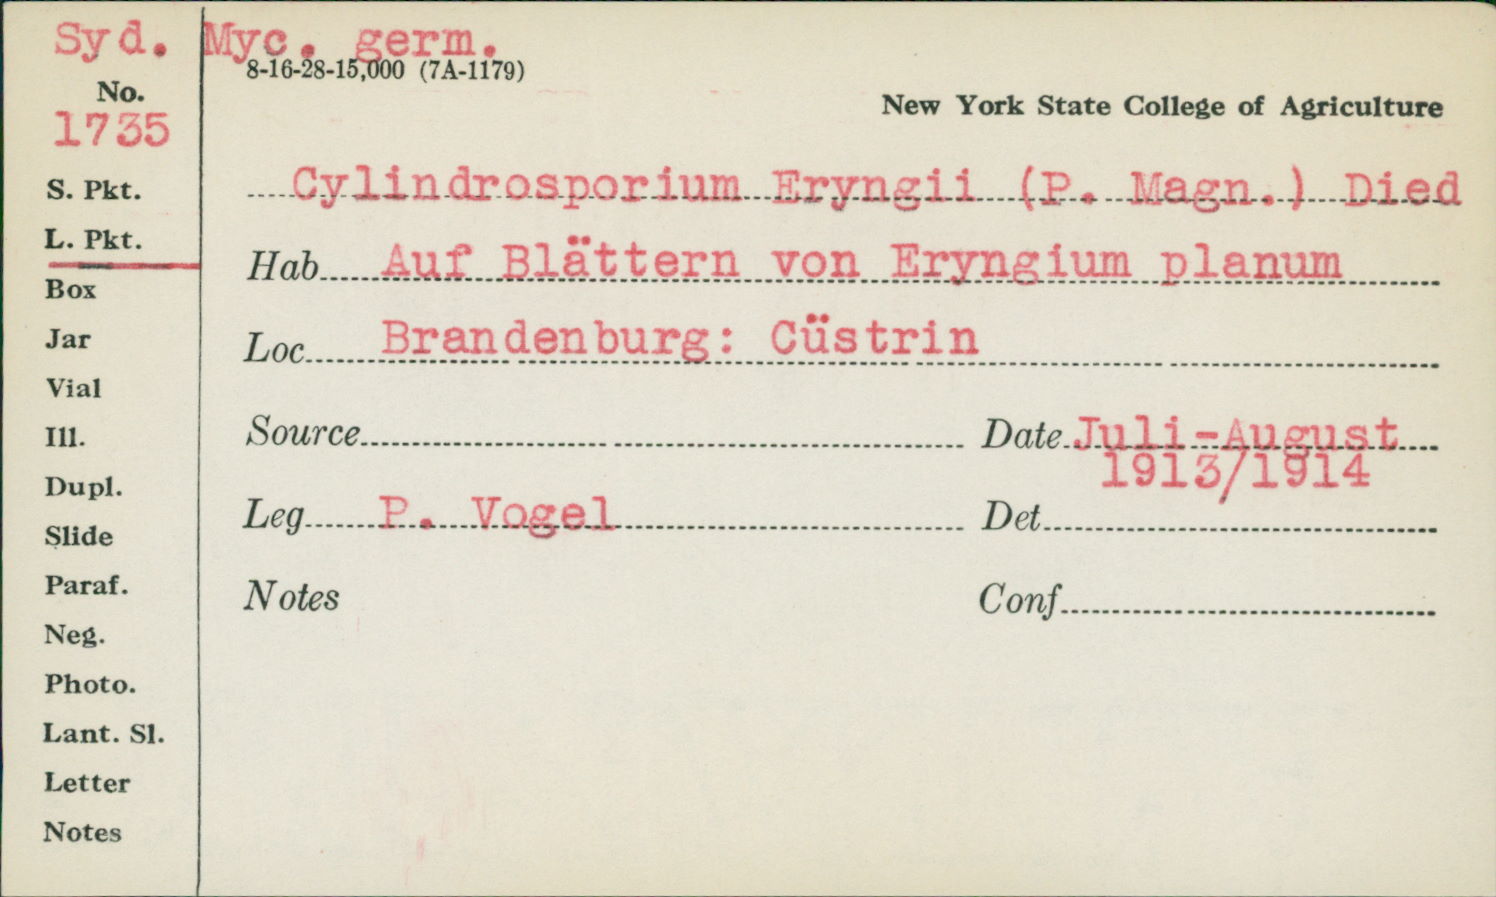 Syd. Myc. germ.
8-16-28-15,000 (7A-1179)
No.
1735
New York State College of Agriculture
S. Pkt.
L. Pkt.
Box
Jar
Vial
Ill.
Dupl.
Slide
Paraf.
Neg.
Photo.
Lant. Sl.
Letter
Notes
Cylindrosporium Eryngii (P. Magn.) Died
Hab. Auf Blättern von Eryngium planum
Loc. Brandenburg: Cüstrin
Source
Date Juli-August
1913/1914
Leg. P. Vogel
Det.
Notes
Conf.